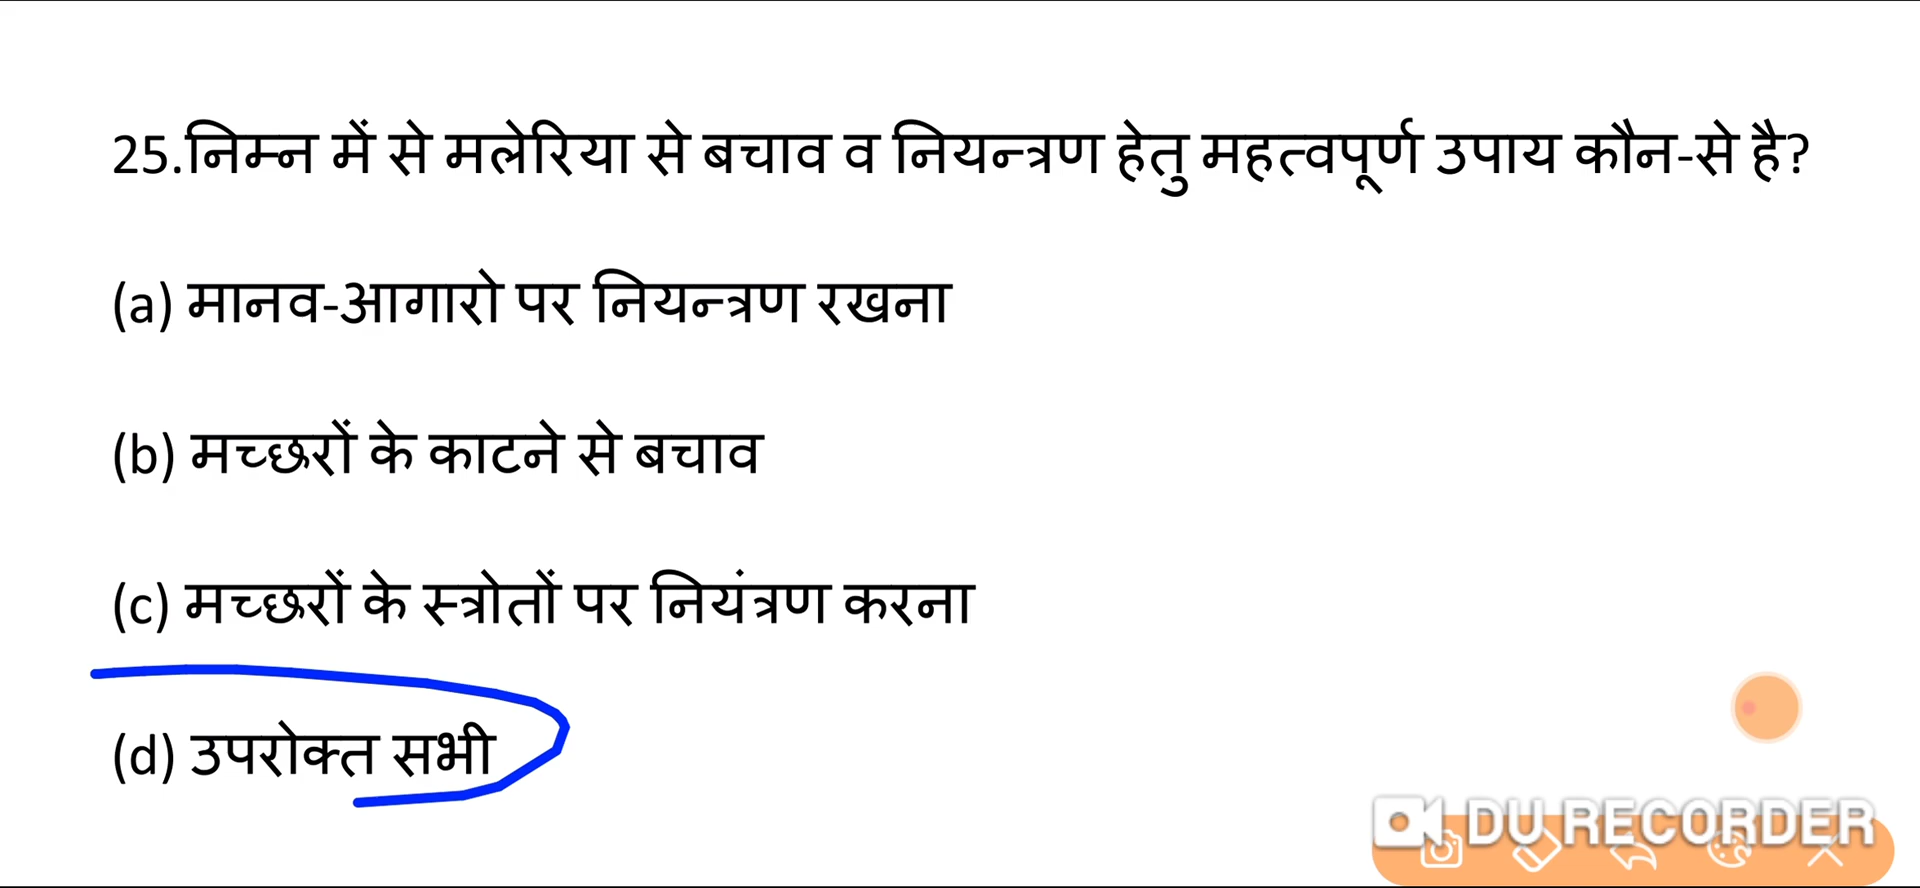 25.निम्न में से मलेरिया से बचाव व नियन्त्रण हेतु महत्वपूर्ण उपाय कौन-से है?
(a) मानव-आगारो पर नियन्त्रण रखना
(b) मच्छरों के काटने से बचाव
(c) मच्छरों के स्त्रोतों पर नियंत्रण करना
(d) उपरोक्त सभी
DU RECORDER